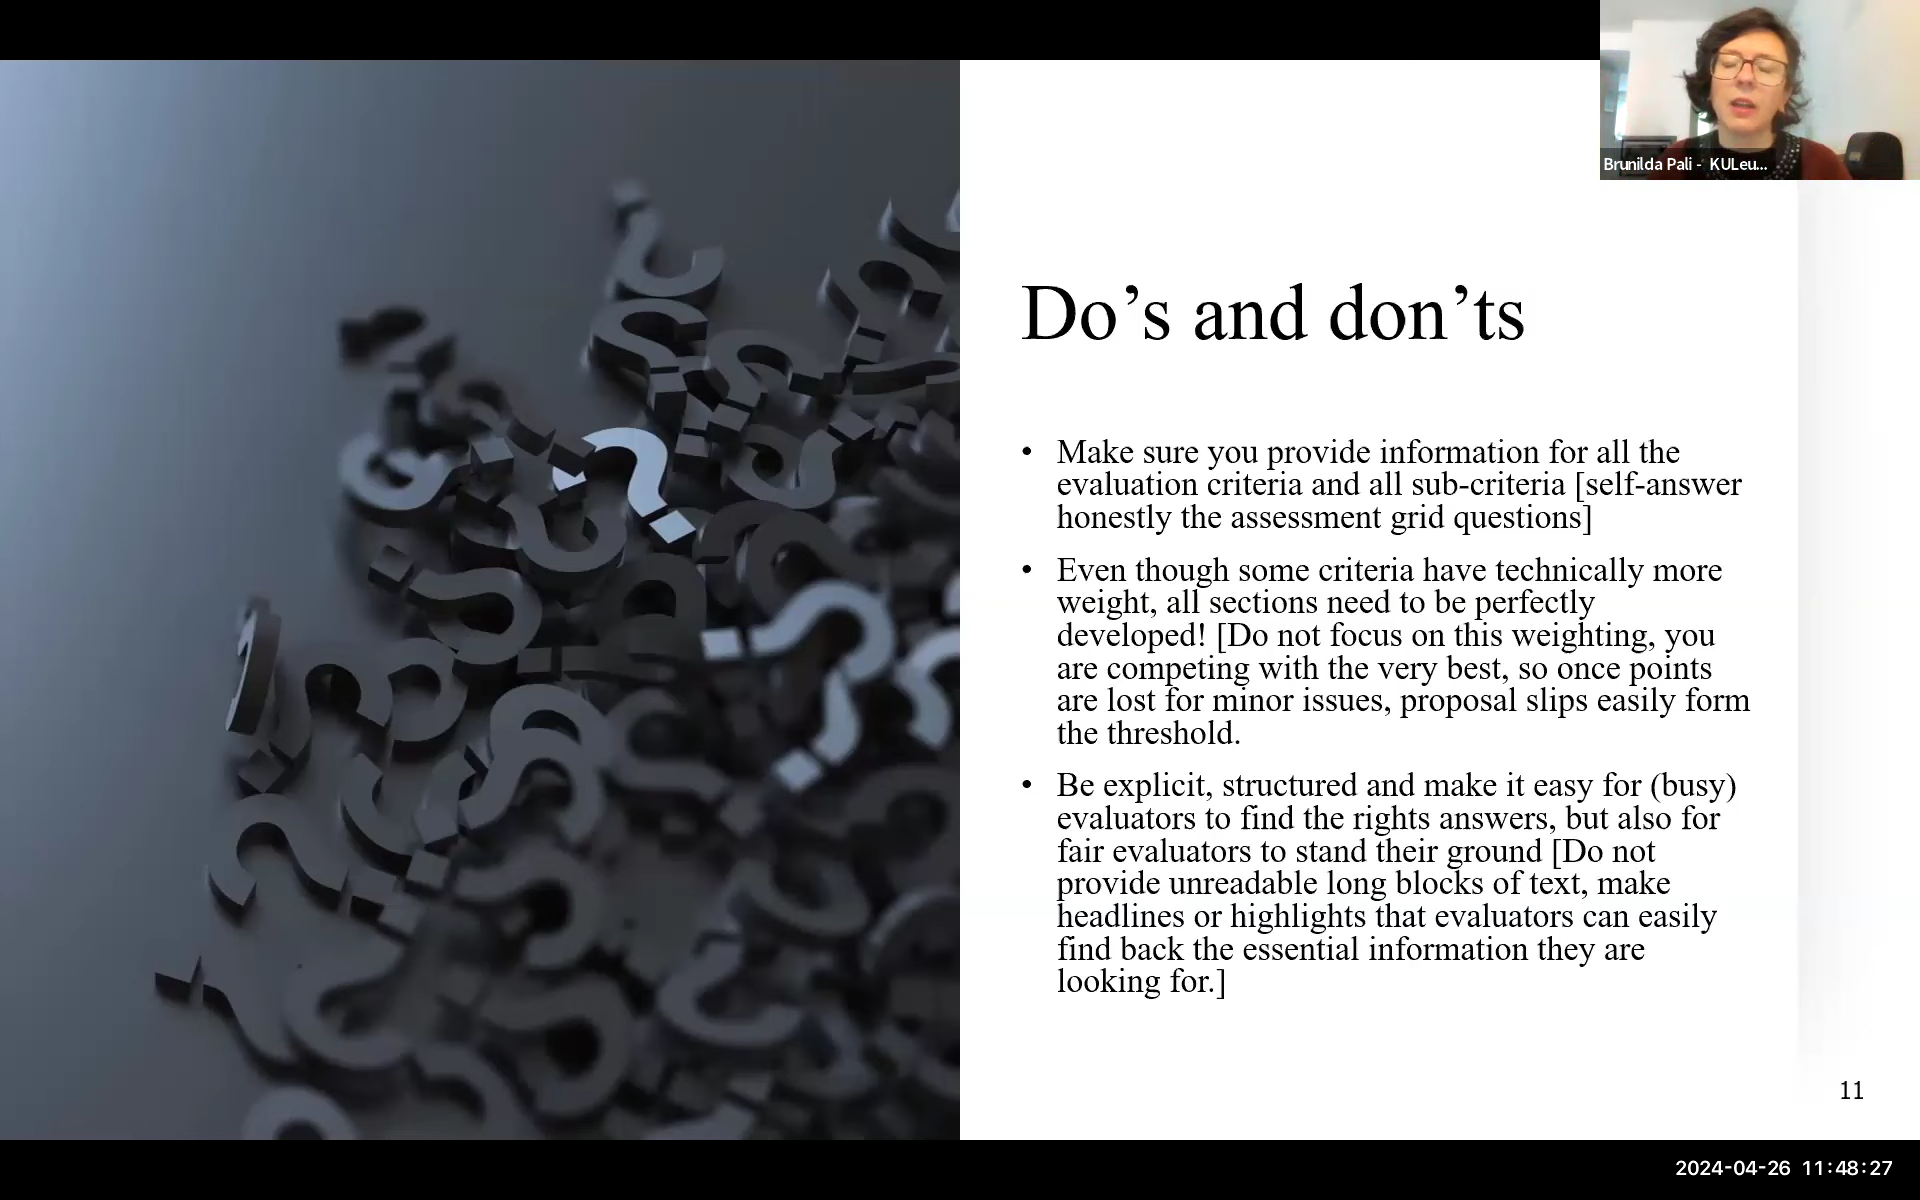 Brunilda Pali - KULeu...
Do’s and don’ts
• Make sure you provide information for all the
evaluation criteria and all sub-criteria [self-answer
honestly the assessment grid questions]
• Even though some criteria have technically more
weight, all sections need to be perfectly
developed! [Do not focus on this weighting, you
are competing with the very best, so once points
are lost for minor issues, proposal slips easily form
the threshold.
• Be explicit, structured and make it easy for (busy)
evaluators to find the rights answers, but also for
fair evaluators to stand their ground [Do not
provide unreadable long blocks of text, make
headlines or highlights that evaluators can easily
find back the essential information they are
looking for.]
11
2024-04-26 11:48:27